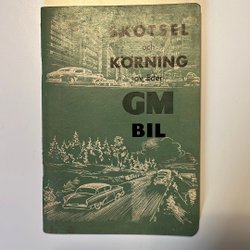 SKÖTSEL
och
KÖRNING
av Eder
GM
BIL